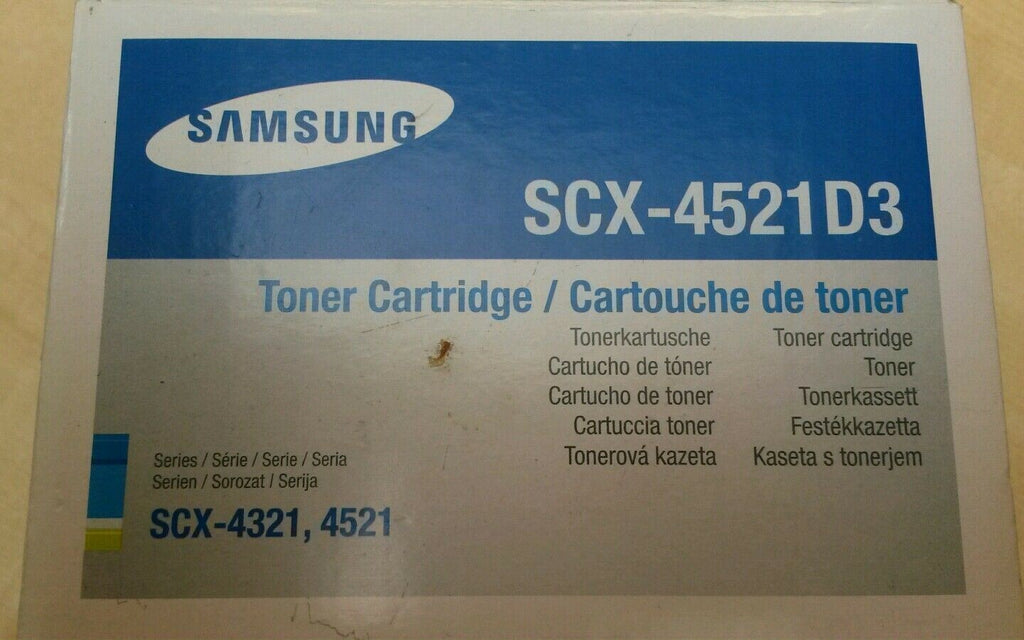 SAMSUNG
SCX-4521D3
Toner Cartridge / Cartouche de toner
Tonerkartusche Toner cartridge
Cartucho de tóner Toner
Cartucho de toner Tonerkassett
Cartuccia toner Festékkazetta
Tonerová kazeta Kaseta s tonerjem
Series / Série / Serie / Seria
Serien / Sorozat / Serija
SCX-4321, 4521